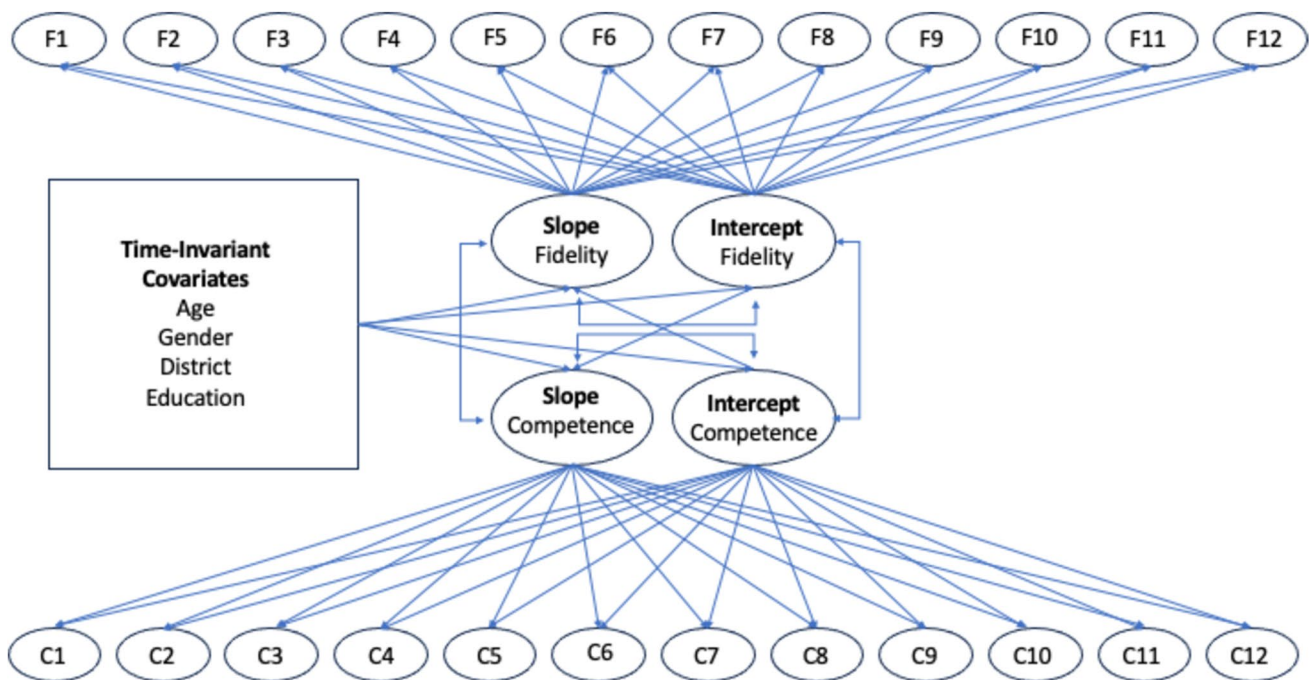 F1 F2 F3 F4 F5 F6 F7 F8 F9 F10 F11 F12
Time-Invariant
Covariates
Age
Gender
District
Education
Slope
Fidelity
Intercept
Fidelity
Slope
Competence
Intercept
Competence
C1 C2 C3 C4 C5 C6 C7 C8 C9 C10 C11 C12